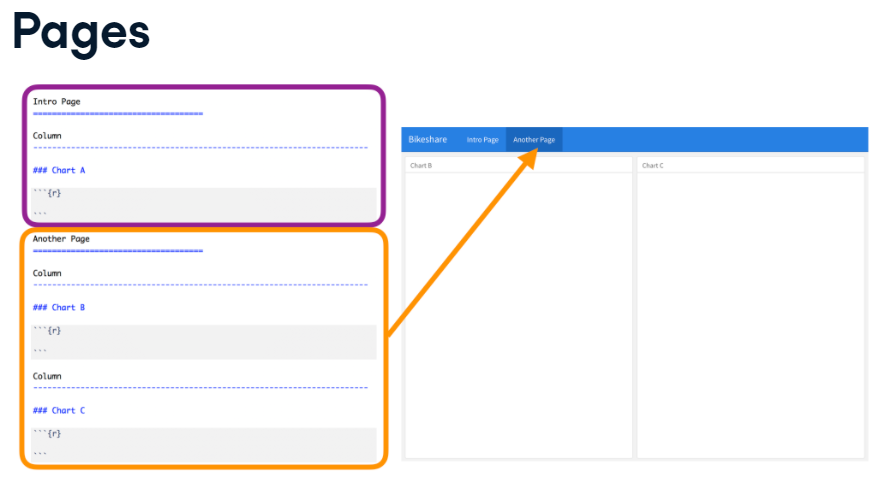 Pages
Intro Page
===================================
Column
-----------------------------------------------------------------------
### Chart A
```{r}
```
Another Page
===================================
Column
-----------------------------------------------------------------------
### Chart B
```{r}
```
Column
-----------------------------------------------------------------------
### Chart C
```{r}
```
Bikeshare Intro Page Another Page
Chart B Chart C